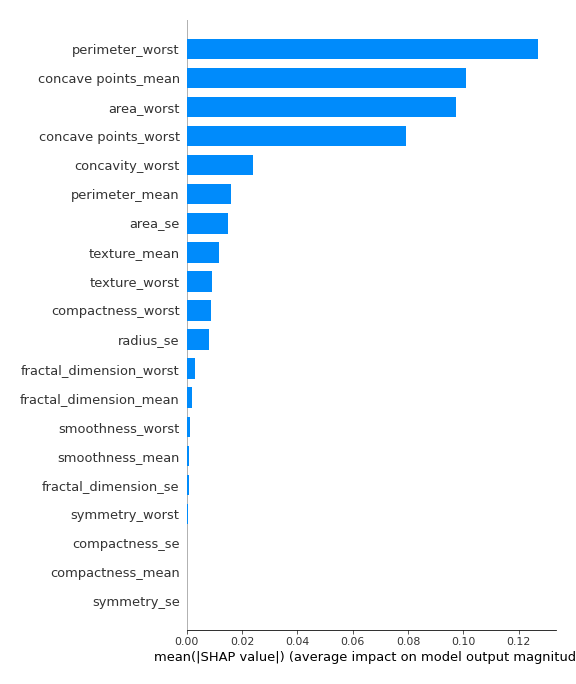 perimeter_worst
concave points_mean
area_worst
concave points_worst
concavity_worst
perimeter_mean
area_se
texture_mean
texture_worst
compactness_worst
radius_se
fractal_dimension_worst
fractal_dimension_mean
smoothness_worst
smoothness_mean
fractal_dimension_se
symmetry_worst
compactness_se
compactness_mean
symmetry_se
0.00 0.02 0.04 0.06 0.08 0.10 0.12
mean(|SHAP value|) (average impact on model output magnitud